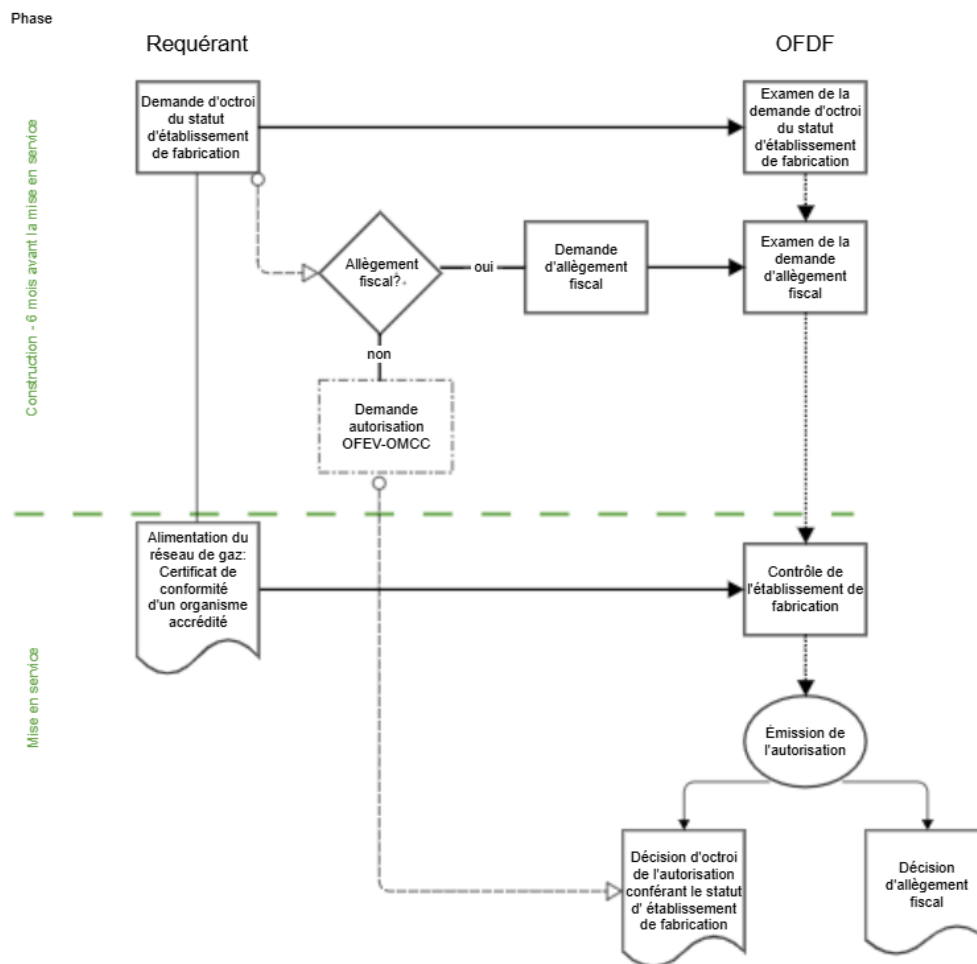 Phase
Requérant
OFDF
Construction - 6 mois avant la mise en service
Demande d'octroi
du statut
d'établissement
de fabrication
Examen de la
demande d'octroi
du statut
d'établissement
de fabrication
Allègement
fiscal?
oui
Demande
d'allègement
fiscal
Examen de la
demande
d'allègement
fiscal
non
Demande
autorisation
OFEV-OMCC
Mise en service
Alimentation du
réseau de gaz:
Certificat de
conformité
d'un organisme
accrédité
Contrôle de
l'établissement de
fabrication
Émission de
l'autorisation
Décision d'octroi
de l'autorisation
conférant le statut
d' établissement
de fabrication
Décision
d'allègement
fiscal